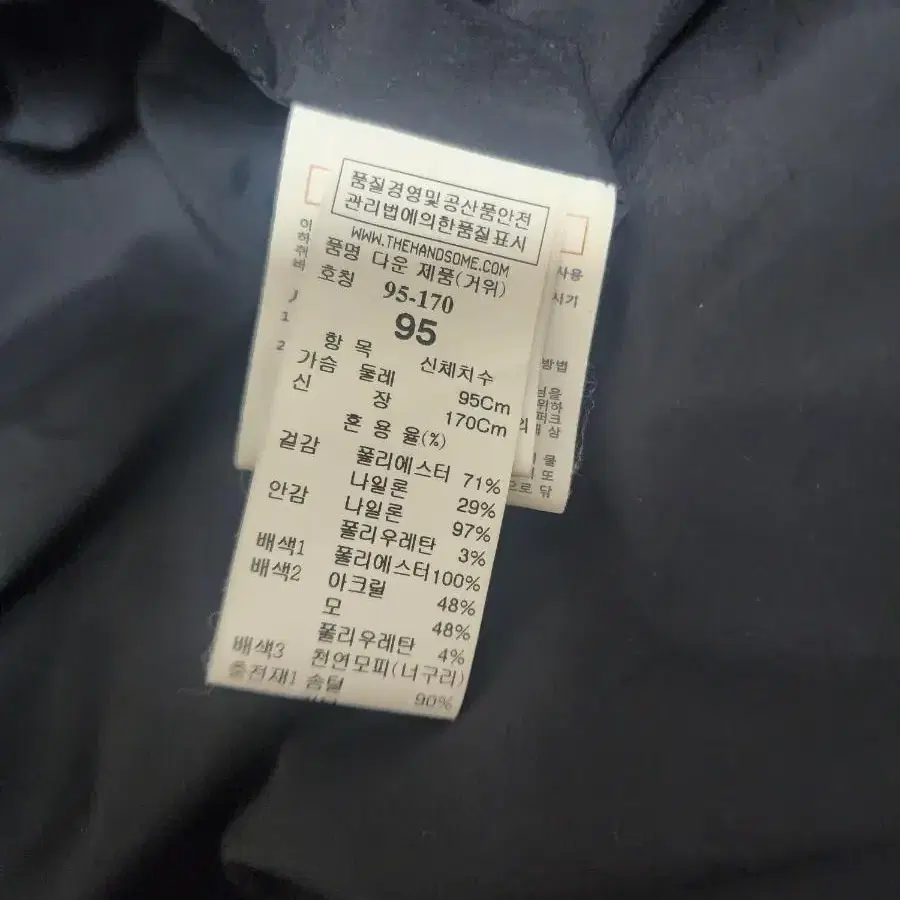 품질경영및공산품안전
관리법에의한품질표시
WWW.THEHANDSOME.COM
품명 다운 제품(거위)
호칭 95-170
95
항 목 신체치수
가슴 둘레 95Cm
신 장 170Cm
혼 용 율(%)
겉감 폴리에스터 71%
나일론 29%
안감 나일론 97%
폴리우레탄 3%
배색1 폴리에스터100%
배색2 아크릴 48%
모 48%
폴리우레탄 4%
배색3 천연모피(너구리)
충전재1 솜털 90%
사용
시기
방법